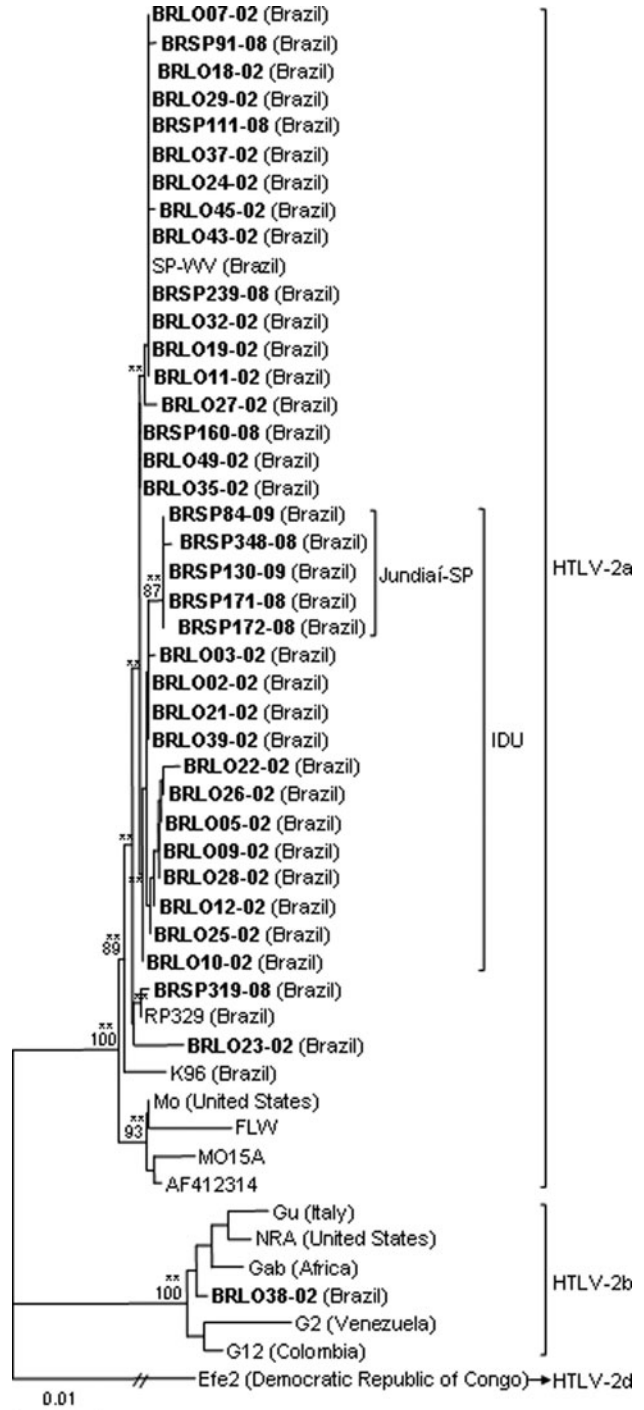 BRLO07-02 (Brazil)
BRSP91-08 (Brazil)
BRLO18-02 (Brazil)
BRLO29-02 (Brazil)
BRSP111-08 (Brazil)
BRLO37-02 (Brazil)
BRLO24-02 (Brazil)
BRLO45-02 (Brazil)
BRLO43-02 (Brazil)
SP-WV (Brazil)
BRSP239-08 (Brazil)
BRLO32-02 (Brazil)
BRLO19-02 (Brazil)
**
BRLO11-02 (Brazil)
BRLO27-02 (Brazil)
BRSP160-08 (Brazil)
BRLO49-02 (Brazil)
BRLO35-02 (Brazil)
BRSP84-09 (Brazil)
BRSP348-08 (Brazil)
BRSP130-09 (Brazil) Jundiaí-SP HTLV-2a
**
87
BRSP171-08 (Brazil)
BRSP172-08 (Brazil)
BRLO03-02 (Brazil)
**
BRLO02-02 (Brazil)
BRLO21-02 (Brazil)
BRLO39-02 (Brazil) IDU
BRLO22-02 (Brazil)
BRLO26-02 (Brazil)
BRLO05-02 (Brazil)
**
BRLO09-02 (Brazil)
BRLO28-02 (Brazil)
**
BRLO12-02 (Brazil)
BRLO25-02 (Brazil)
**
89
BRLO10-02 (Brazil)
BRSP319-08 (Brazil)
**
RP329 (Brazil)
**
100
BRLO23-02 (Brazil)
K96 (Brazil)
Mo (United States)
**
93
FLW
MO15A
AF412314
Gu (Italy)
NRA (United States)
Gab (Africa)
**
100
HTLV-2b
BRLO38-02 (Brazil)
G2 (Venezuela)
G12 (Colombia)
Efe2 (Democratic Republic of Congo) HTLV-2d
0.01